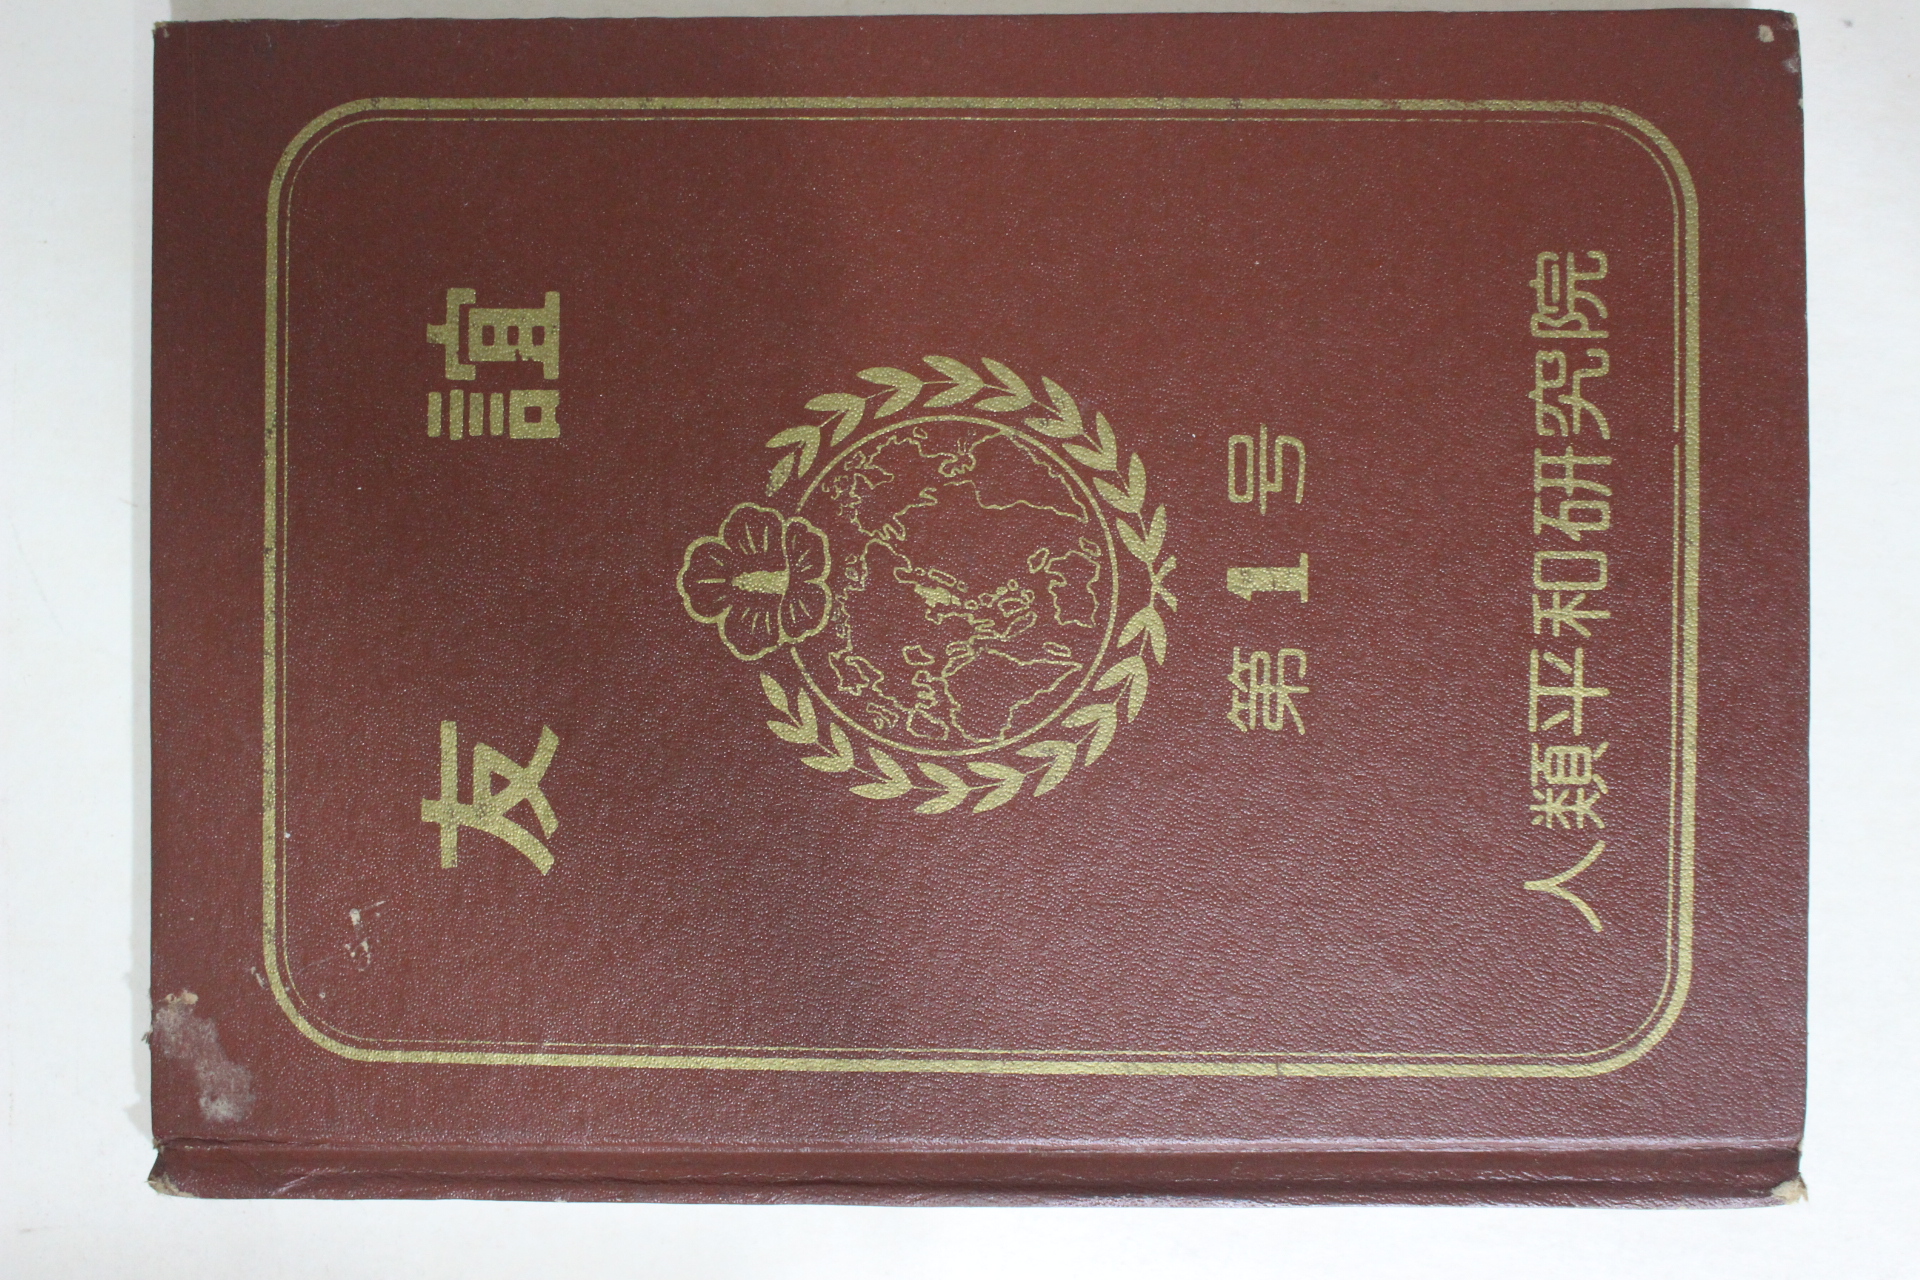 友誼
第1号
人類平和研究院